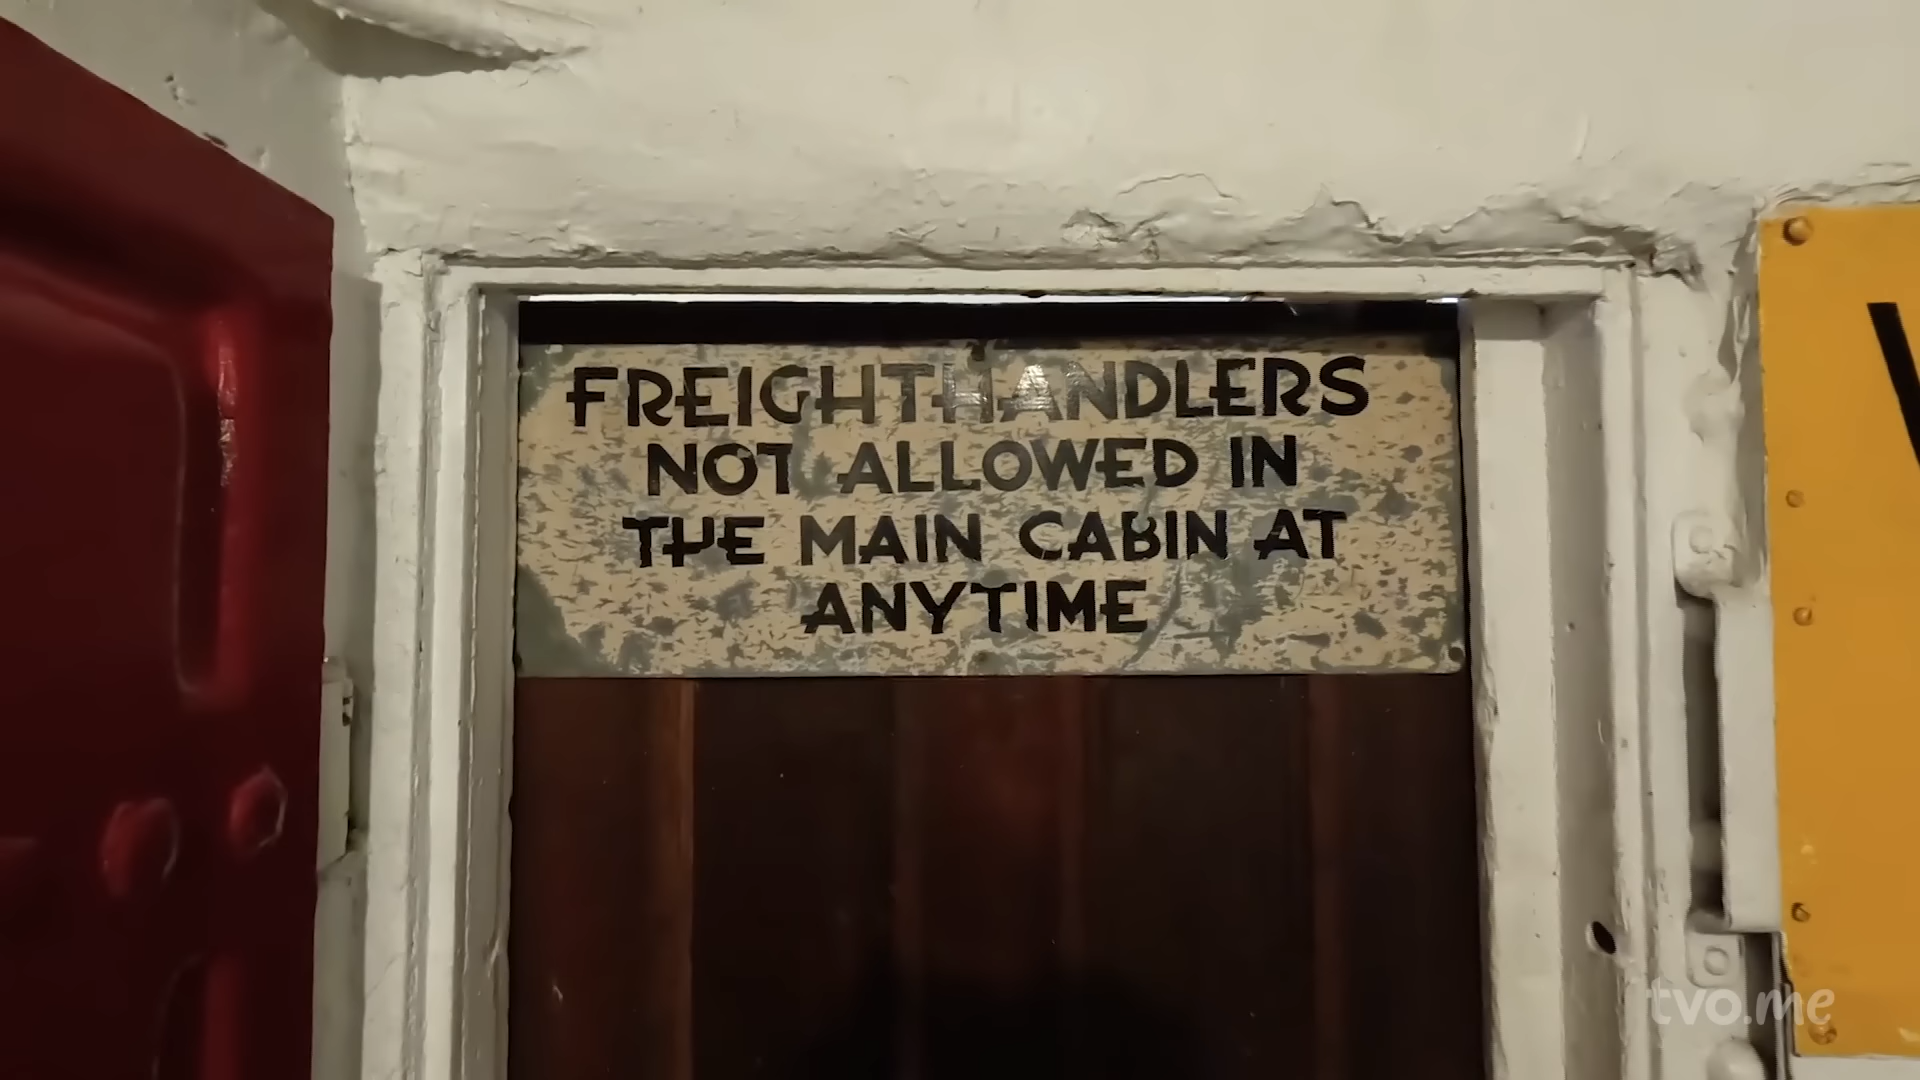 FREIGHTHANDLERS
NOT ALLOWED IN
THE MAIN CABIN AT
ANYTIME
tvo.me